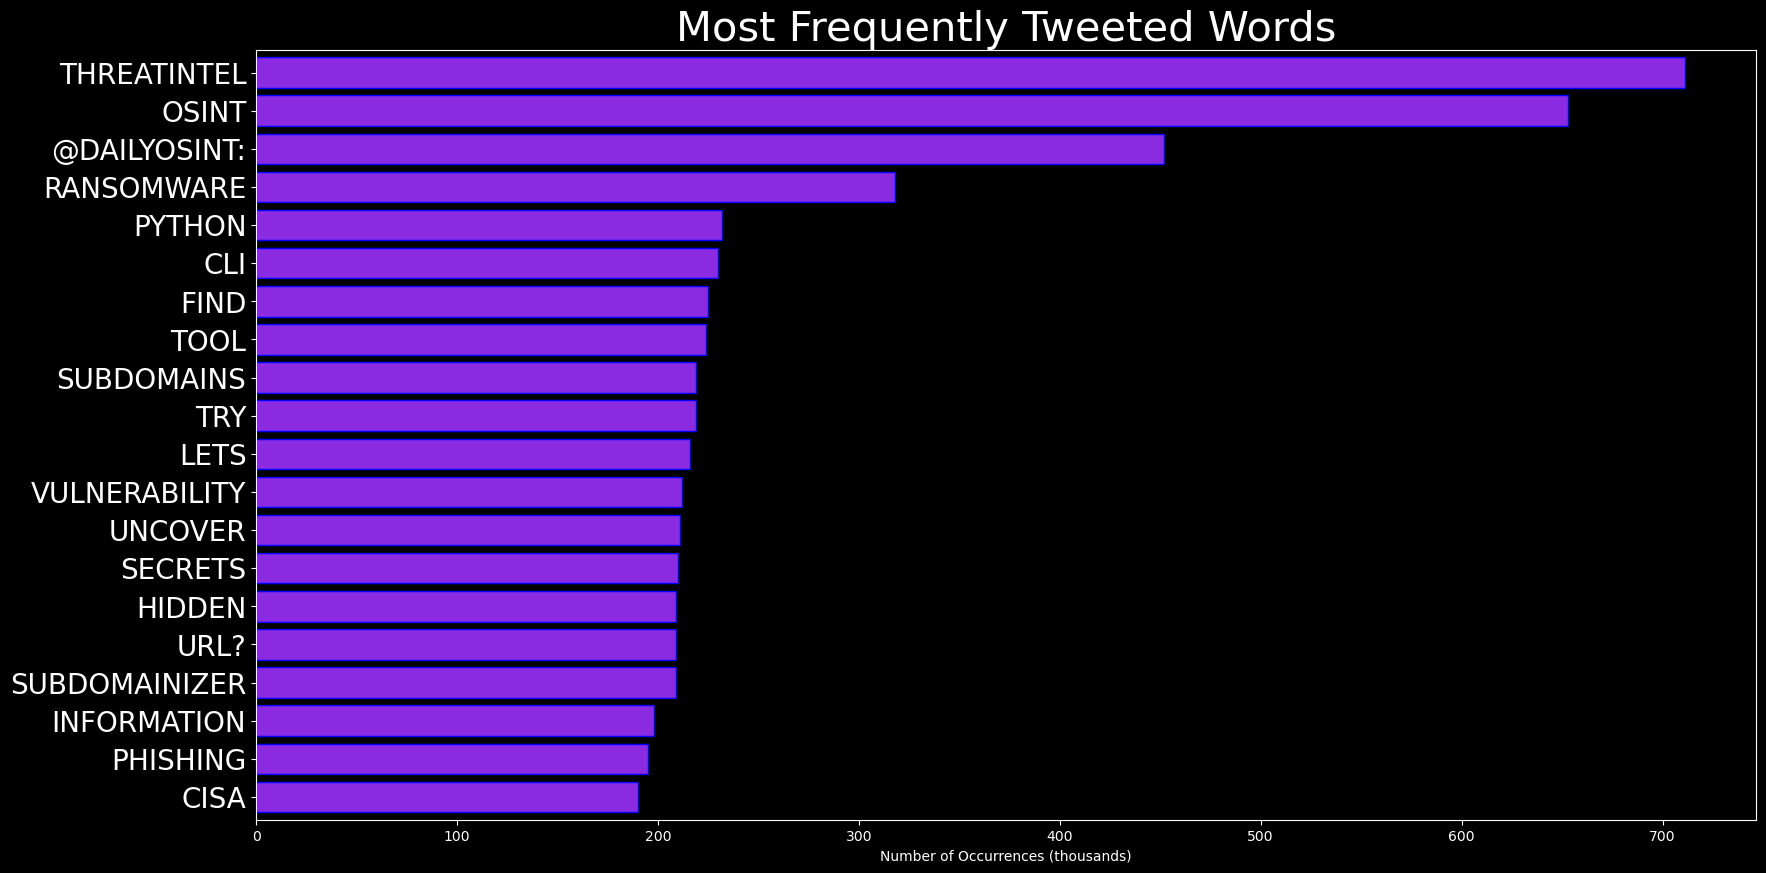 Most Frequently Tweeted Words
THREATINTEL
OSINT
@DAILYOSINT:
RANSOMWARE
PYTHON
CLI
FIND
TOOL
SUBDOMAINS
TRY
LETS
VULNERABILITY
UNCOVER
SECRETS
HIDDEN
URL?
SUBDOMAINIZER
INFORMATION
PHISHING
CISA
0 100 200 300 400 500 600 700
Number of Occurrences (thousands)